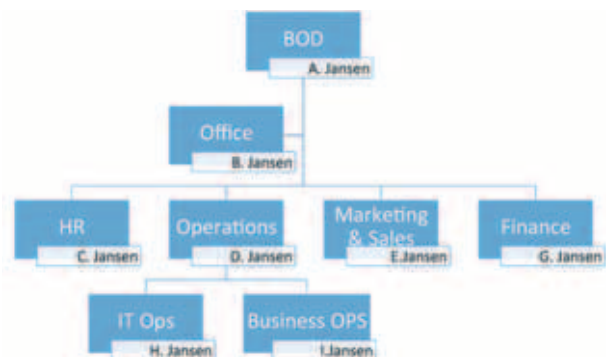 BOD
A. Jansen
Office
B. Jansen
HR
C. Jansen
Operations
D. Jansen
Marketing
& Sales
E.Jansen
Finance
G. Jansen
IT Ops
H. Jansen
Business OPS
I.Jansen